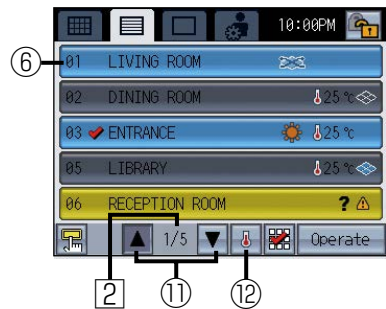 10:00PM
⑥
01 LIVING ROOM
02 DINING ROOM 25℃
03 ENTRANCE 25℃
05 LIBRARY 25℃
06 RECEPTION ROOM ?
1/5 Operate
2 ⑪ ⑫